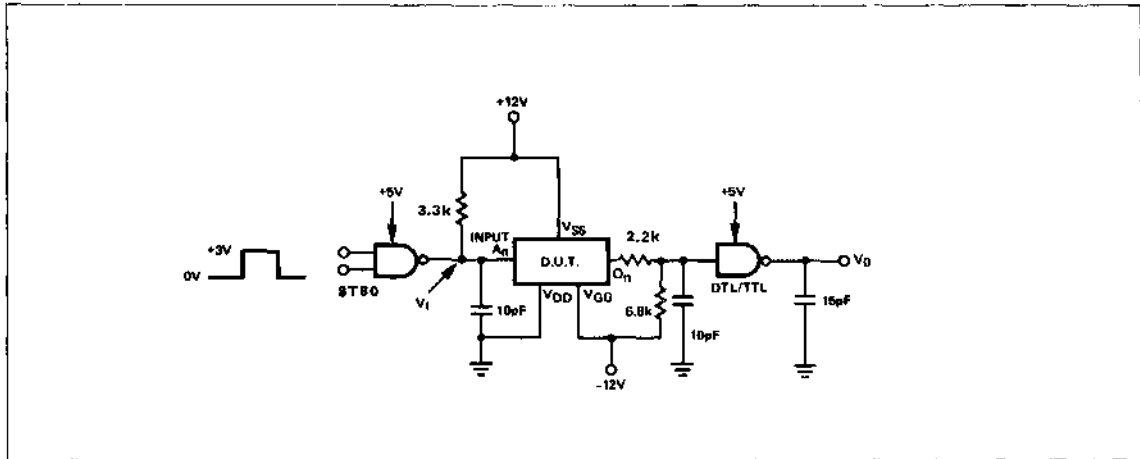 +12V
+5V
3.3k
+5V
V_SS
2.2k
+3V
INPUT
A_n
D.U.T.
0V
ST80
O_n
DTL/TTL
V_O
V_I
V_DD
V_GG
10pF
6.8k
10pF
15pF
-12V